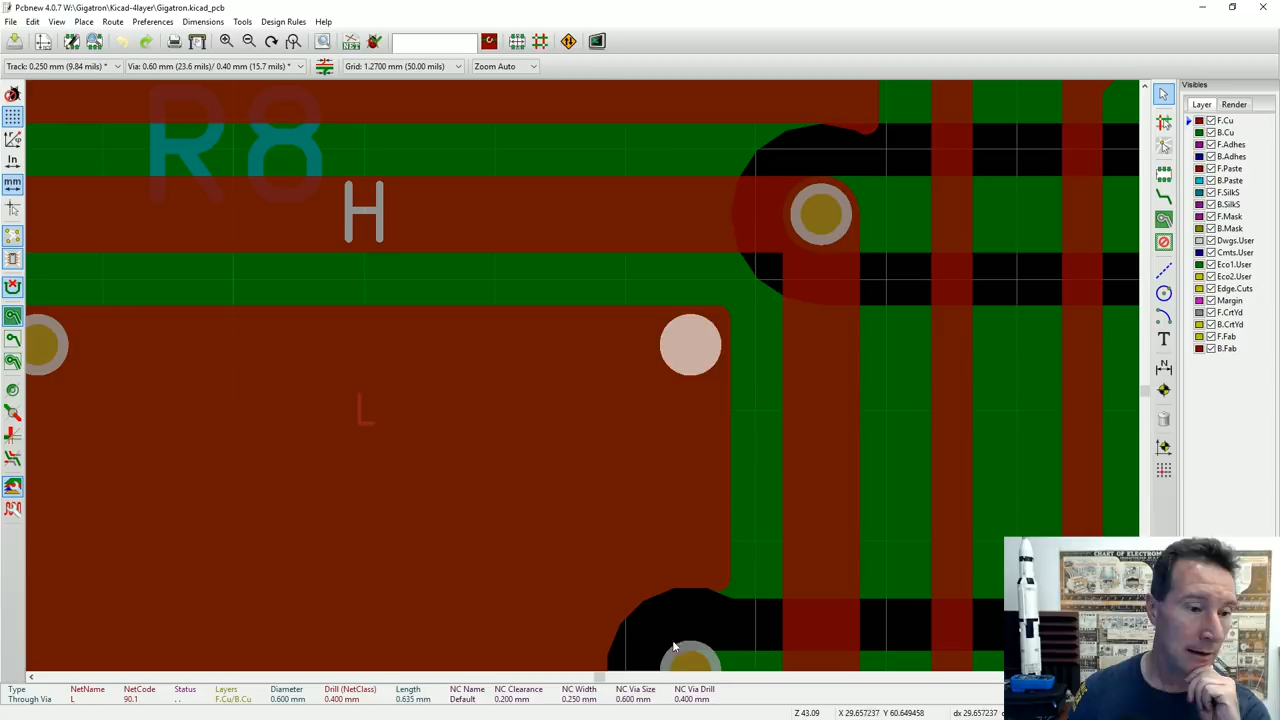 Pcbnew 4.0.7 W:\Gigatron\Kicad-4layer\Gigatron.kicad_pcb
File Edit View Place Route Preferences Dimensions Tools Design Rules Help
Track: 0.250 mm (9.84 mils) * Via: 0.60 mm (23.6 mils)/ 0.40 mm (15.7 mils) * Grid: 1.2700 mm (50.00 mils) Zoom Auto
Visibles
Layer Render
F.Cu
B.Cu
F.Adhes
B.Adhes
F.Paste
B.Paste
F.SilkS
B.SilkS
F.Mask
B.Mask
Dwgs.User
Cmts.User
Eco1.User
Eco2.User
Edge.Cuts
Margin
F.CrtYd
B.CrtYd
F.Fab
B.Fab
In
mm
R8
H
L
CHART OF ELECTROM
Type NetName NetCode Status Layers Diameter Drill (NetClass) Length NC Name NC Clearance NC Width NC Via Size NC Via Drill
Through Via L 90.1 .. F.Cu/B.Cu 0.600 mm 0.400 mm 0.635 mm Default 0.200 mm 0.250 mm 0.600 mm 0.400 mm
Z 43.09 X 29.657237 Y 60.649458 dx 29.657237